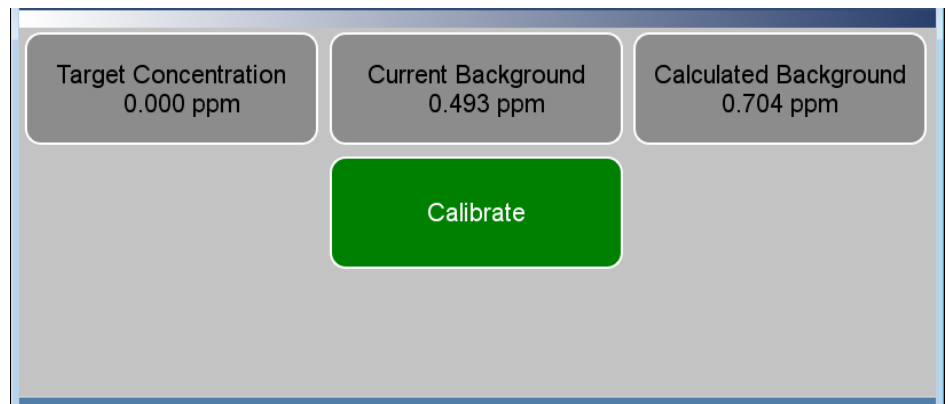 Target Concentration
0.000 ppm
Current Background
0.493 ppm
Calculated Background
0.704 ppm
Calibrate